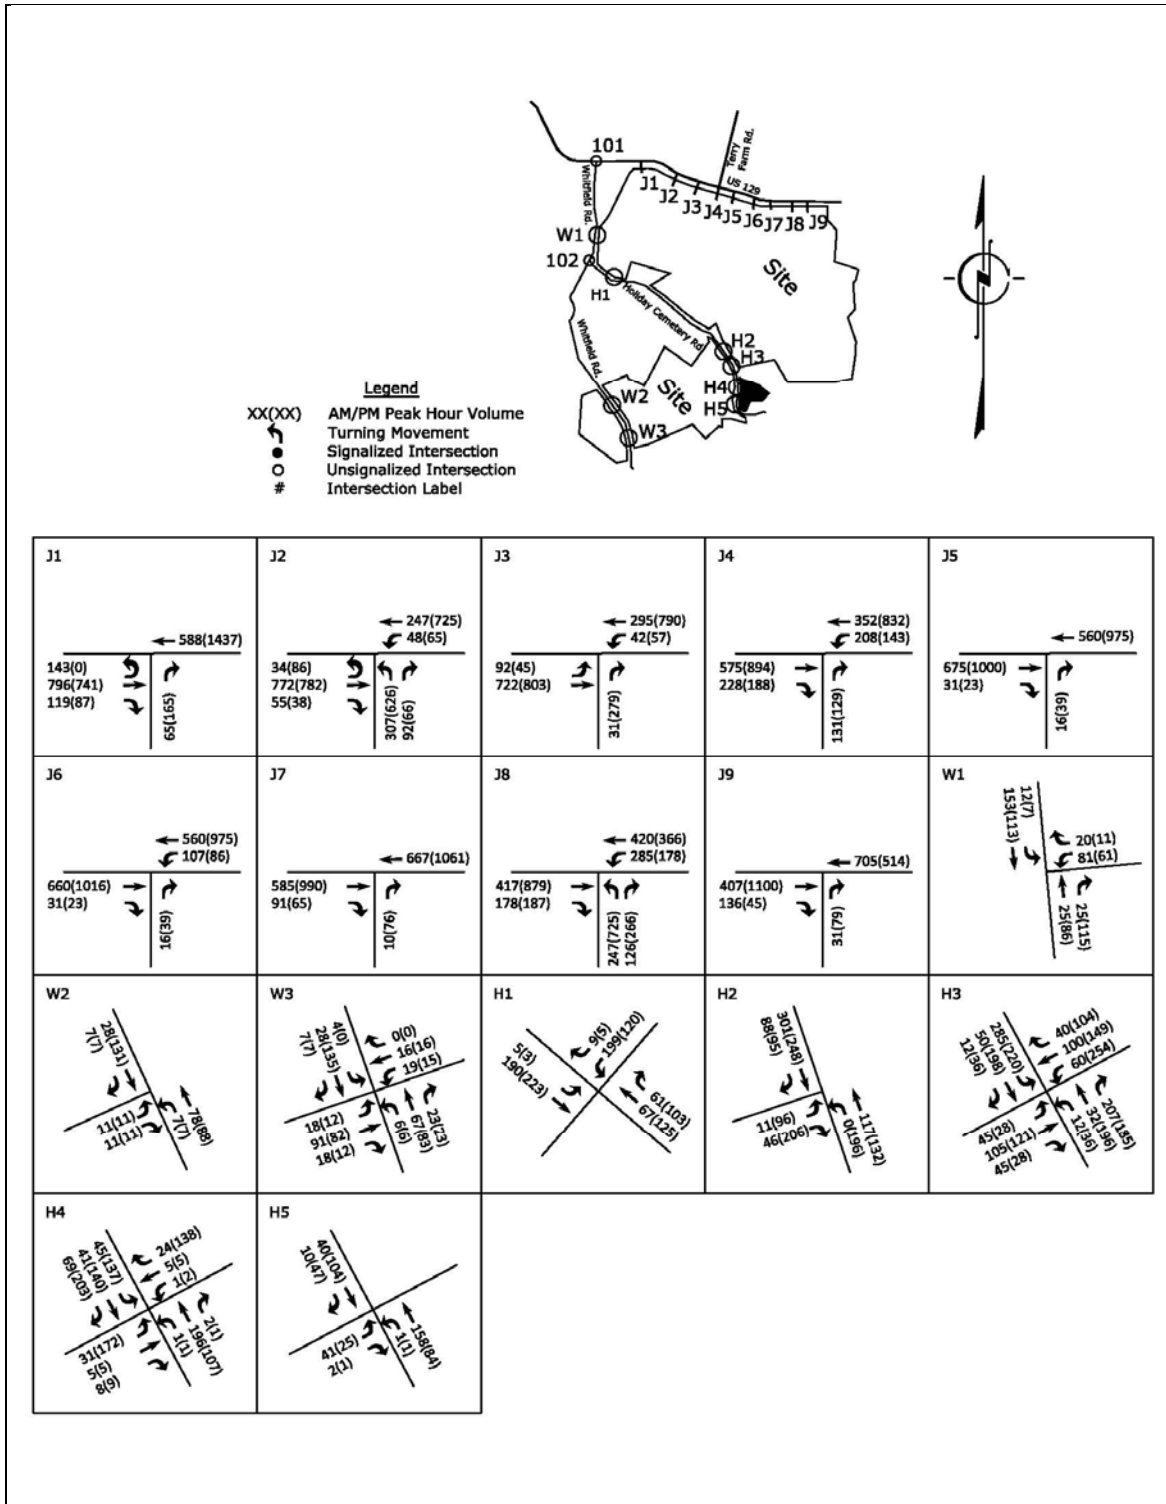 101
Terry
Farm Rd.
US 129
Whitfield Rd.
J1
J2
J3
J4
J5
J6
J7
J8
J9
W1
102
Site
H1
Holiday Cemetery Rd
H2
H3
Whitfield Rd.
Site
H4
H5
W2
W3
Legend
XX(XX) AM/PM Peak Hour Volume
Turning Movement
Signalized Intersection
Unsignalized Intersection
# Intersection Label
J1
588(1437)
143(0)
796(741)
119(87)
65(165)
J2
247(725)
48(65)
34(86)
772(782)
55(38)
307(626)
92(66)
J3
295(790)
42(57)
92(45)
722(803)
31(279)
J4
352(832)
208(143)
575(894)
228(188)
131(129)
J5
560(975)
675(1000)
31(23)
16(39)
J6
560(975)
107(86)
660(1016)
31(23)
16(39)
J7
667(1061)
585(990)
91(65)
10(76)
J8
420(366)
285(178)
417(879)
178(187)
247(725)
126(266)
J9
705(514)
407(1100)
136(45)
31(79)
W1
12(7)
153(113)
20(11)
81(61)
25(86)
25(115)
W2
28(131)
7(7)
11(11)
11(11)
7(7)
78(88)
W3
4(0)
28(135)
7(7)
0(0)
16(16)
19(15)
18(12)
91(82)
18(12)
6(6)
67(83)
23(23)
H1
5(3)
190(223)
9(5)
199(120)
61(103)
67(125)
H2
301(248)
88(95)
11(96)
46(206)
0(196)
117(132)
H3
285(220)
50(198)
12(36)
40(104)
100(149)
60(254)
45(28)
105(121)
45(28)
12(36)
32(196)
207(185)
H4
45(137)
41(140)
69(203)
24(138)
5(5)
1(2)
31(172)
5(5)
8(9)
1(1)
196(107)
2(1)
H5
40(104)
10(47)
41(25)
2(1)
1(1)
158(84)